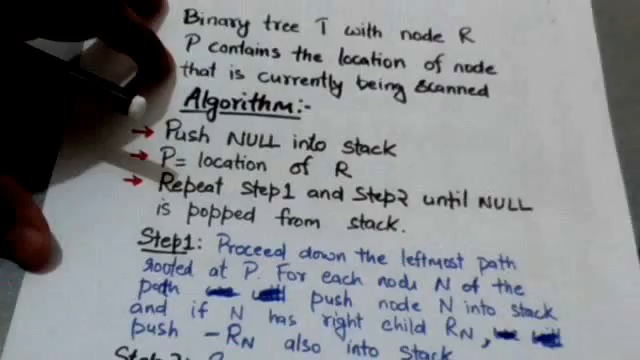 Binary tree T with node R
P contains the location of node
that is currently being scanned
Algorithm:-
→ Push NULL into stack
→ P= location of R
→ Repeat Step1 and Step2 until NULL
is popped from stack.
Step1: Proceed down the leftmost path
rooted at P. For each node N of the
path push node N into stack
and if N has right child RN,
push -RN also into stack